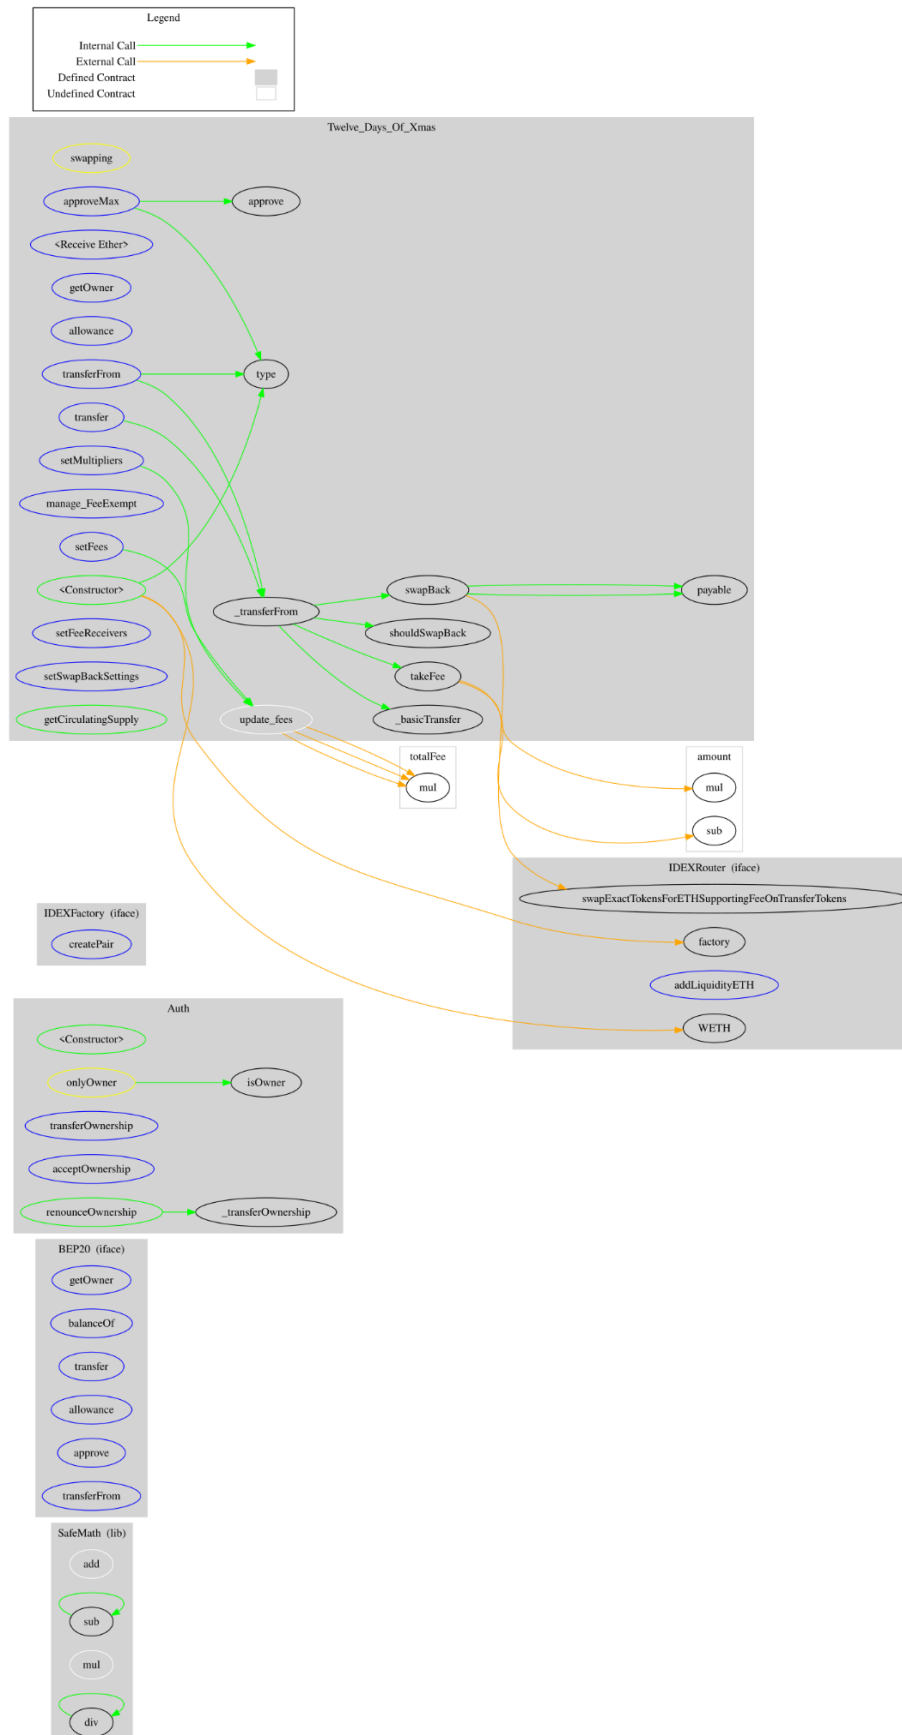 Legend
Internal Call
External Call
Defined Contract
Undefined Contract
Twelve_Days_Of_Xmas
swapping
approveMax
approve
<Receive Ether>
getOwner
allowance
transferFrom
type
transfer
setMultipliers
manage_FeeExempt
setFees
<Constructor>
_transferFrom
swapBack
payable
setFeeReceivers
shouldSwapBack
setSwapBackSettings
takeFee
getCirculatingSupply
update_fees
_basicTransfer
totalFee
mul
amount
mul
sub
IDEXRouter (iface)
swapExactTokensForETHSupportingFeeOnTransferTokens
factory
addLiquidityETH
WETH
IDEXFactory (iface)
createPair
Auth
<Constructor>
onlyOwner
isOwner
transferOwnership
acceptOwnership
renounceOwnership
_transferOwnership
BEP20 (iface)
getOwner
balanceOf
transfer
allowance
approve
transferFrom
SafeMath (lib)
add
sub
mul
div